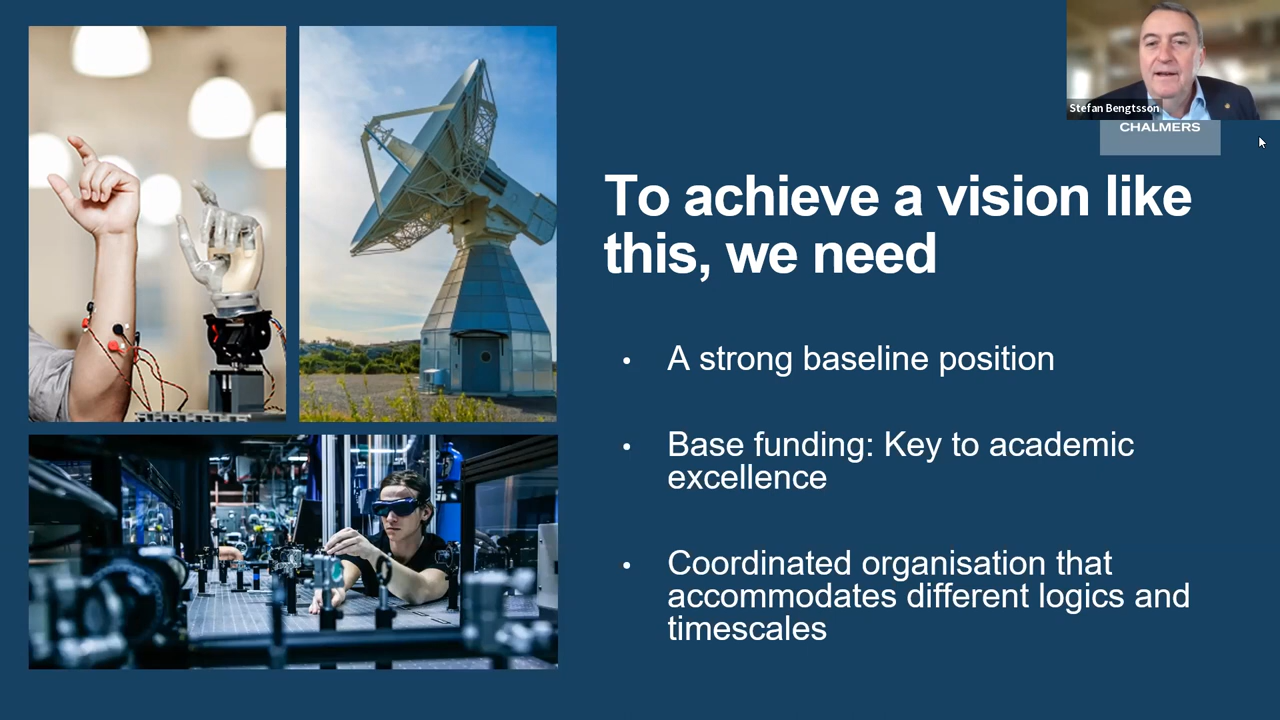 Stefan Bengtsson
CHALMERS
To achieve a vision like
this, we need
• A strong baseline position
• Base funding: Key to academic
excellence
• Coordinated organisation that
accommodates different logics and
timescales